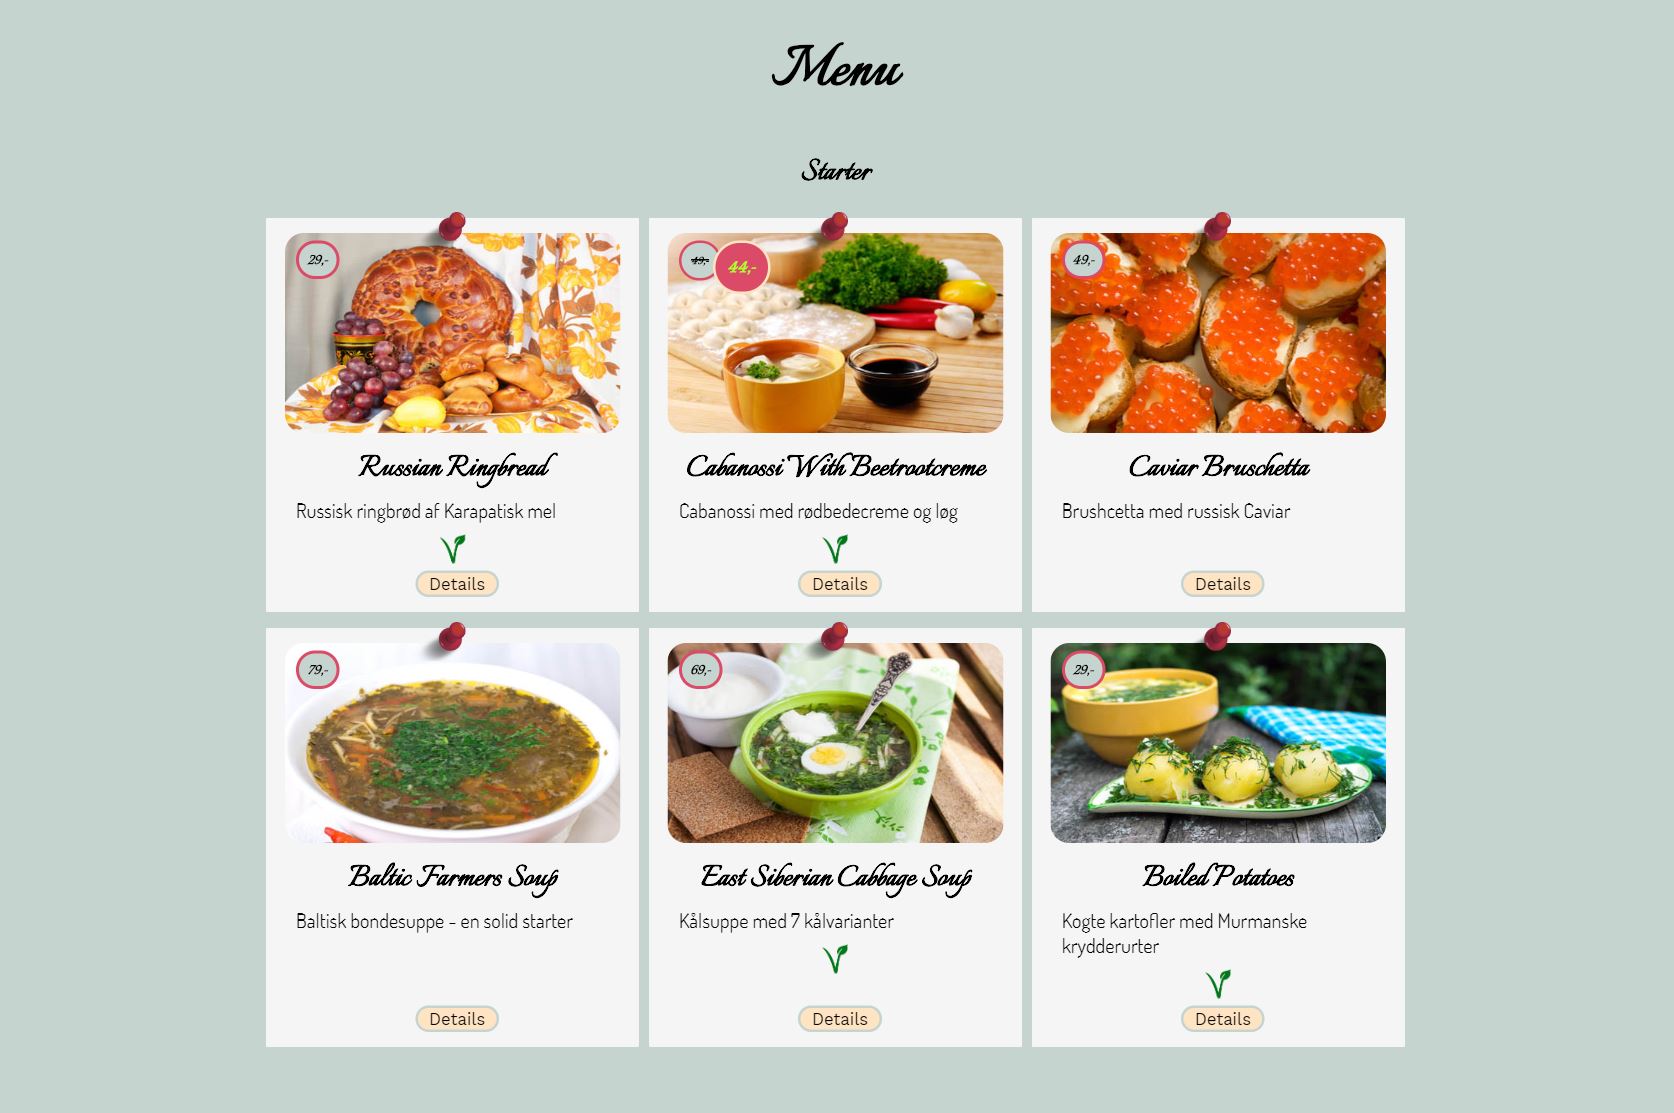 Menu
Starter
29,-
49,-
44,-
49,-
Russian Ringbread
Cabanossi With Beetrootcreme
Caviar Bruschetta
Russisk ringbrød af Karapatisk mel
Cabanossi med rødbedecreme og løg
Brushcetta med russisk Caviar
V
V
Details
Details
Details
79,-
69,-
29,-
Baltic Farmers Soup
East Siberian Cabbage Soup
Boiled Potatoes
Baltisk bondesuppe - en solid starter
Kålsuppe med 7 kålvarianter
Kogte kartofler med Murmanske
krydderurter
V
V
Details
Details
Details